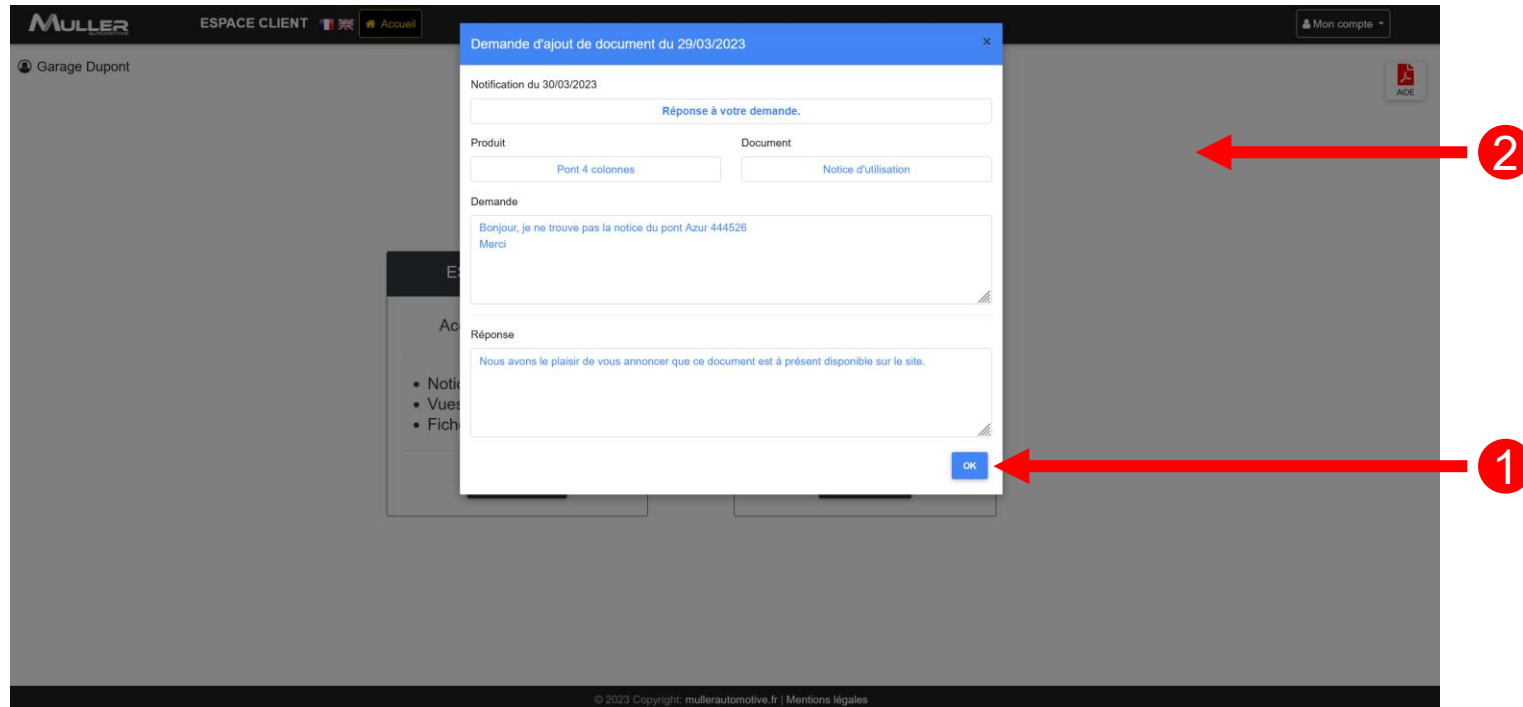 MULLER
AUTOMOTIVE
ESPACE CLIENT
Accueil
Mon compte
Garage Dupont
AIDE
Demande d'ajout de document du 29/03/2023
×
Notification du 30/03/2023
Réponse à votre demande.
Produit
Document
Pont 4 colonnes
Notice d'utilisation
Demande
Bonjour, je ne trouve pas la notice du pont Azur 444526
Merci
Réponse
Nous avons le plaisir de vous annoncer que ce document est à présent disponible sur le site.
OK
2
1
© 2023 Copyright: mullerautomotive.fr | Mentions légales